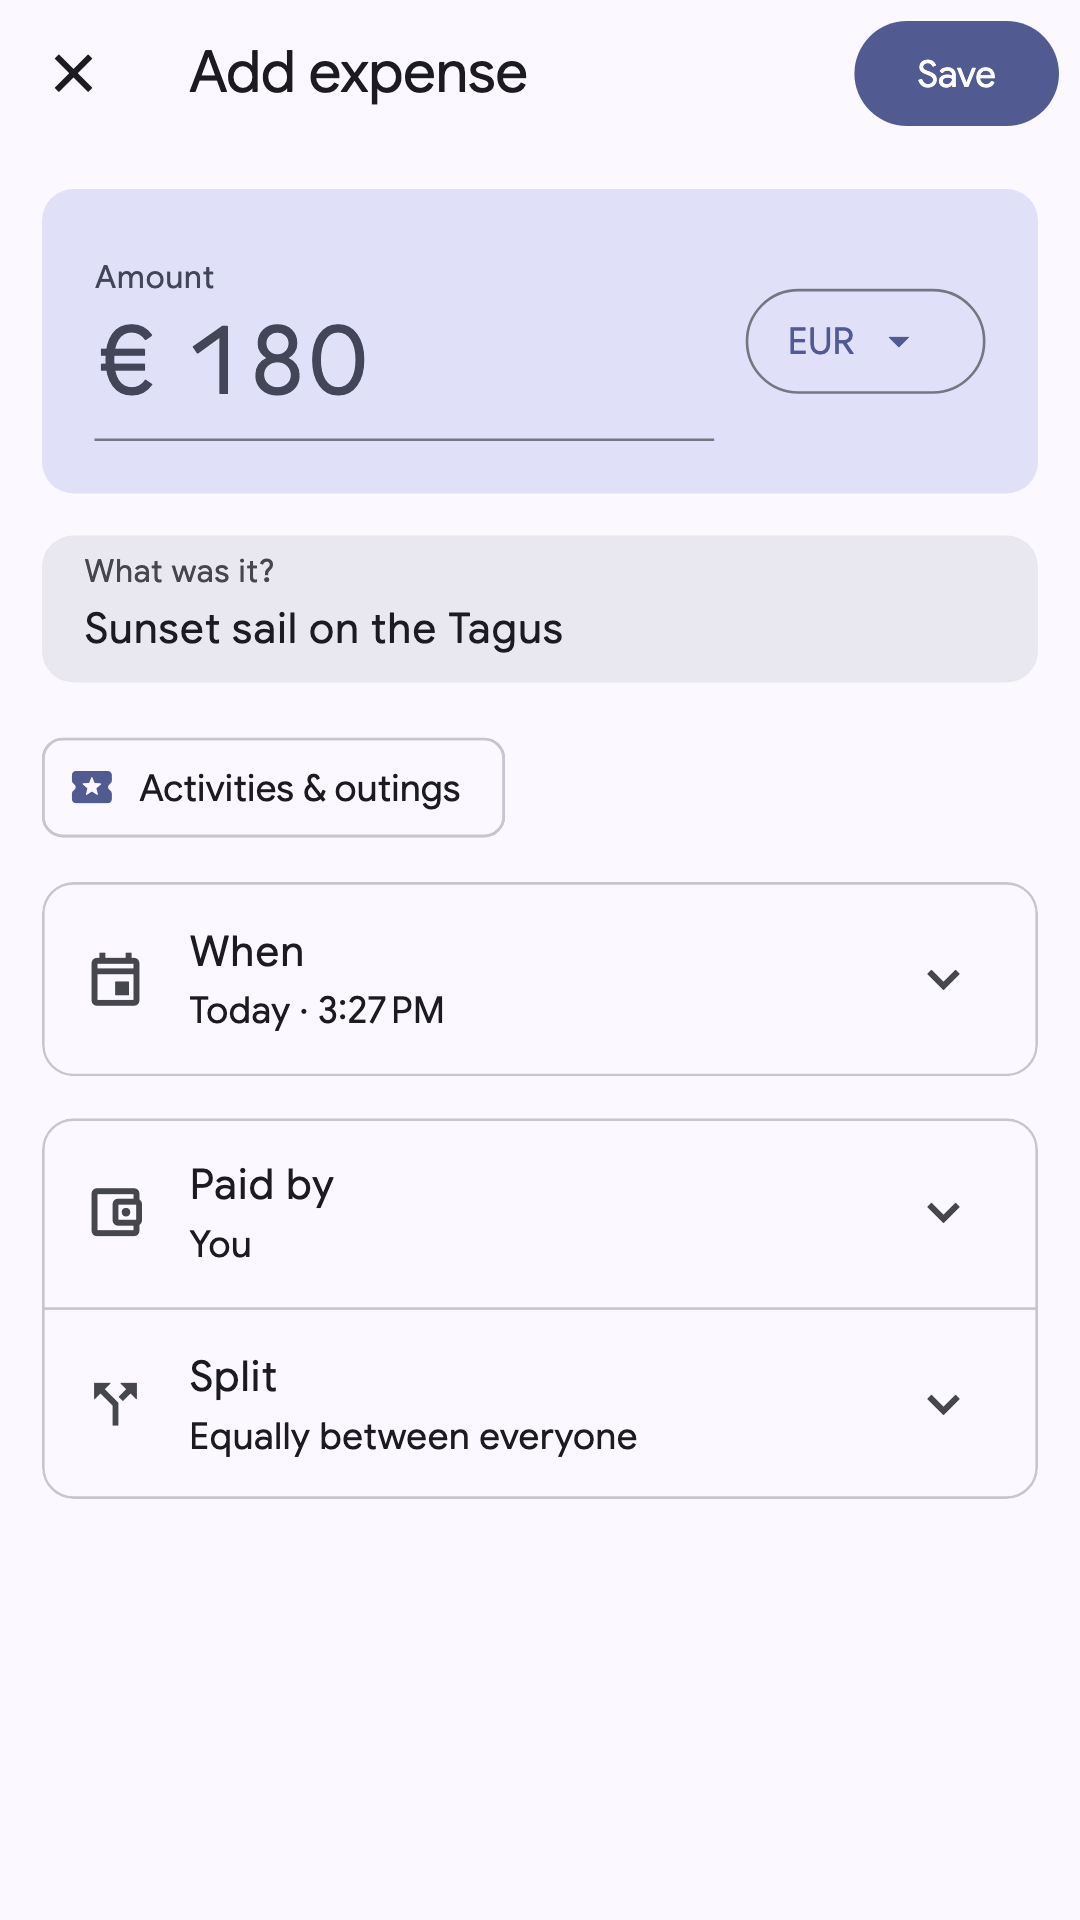 Add expense
Save
Amount
€ 180
EUR
What was it?
Sunset sail on the Tagus
Activities & outings
When
Today · 3:27 PM
Paid by
You
Split
Equally between everyone